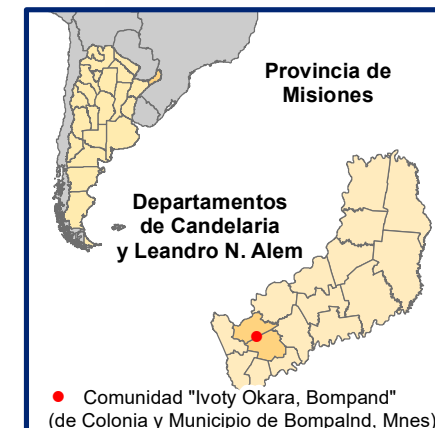 Provincia de
Misiones
Departamentos
de Candelaria
y Leandro N. Alem
Comunidad "Ivoty Okara, Bompand"
(de Colonia y Municipio de Bompalnd, Mnes)